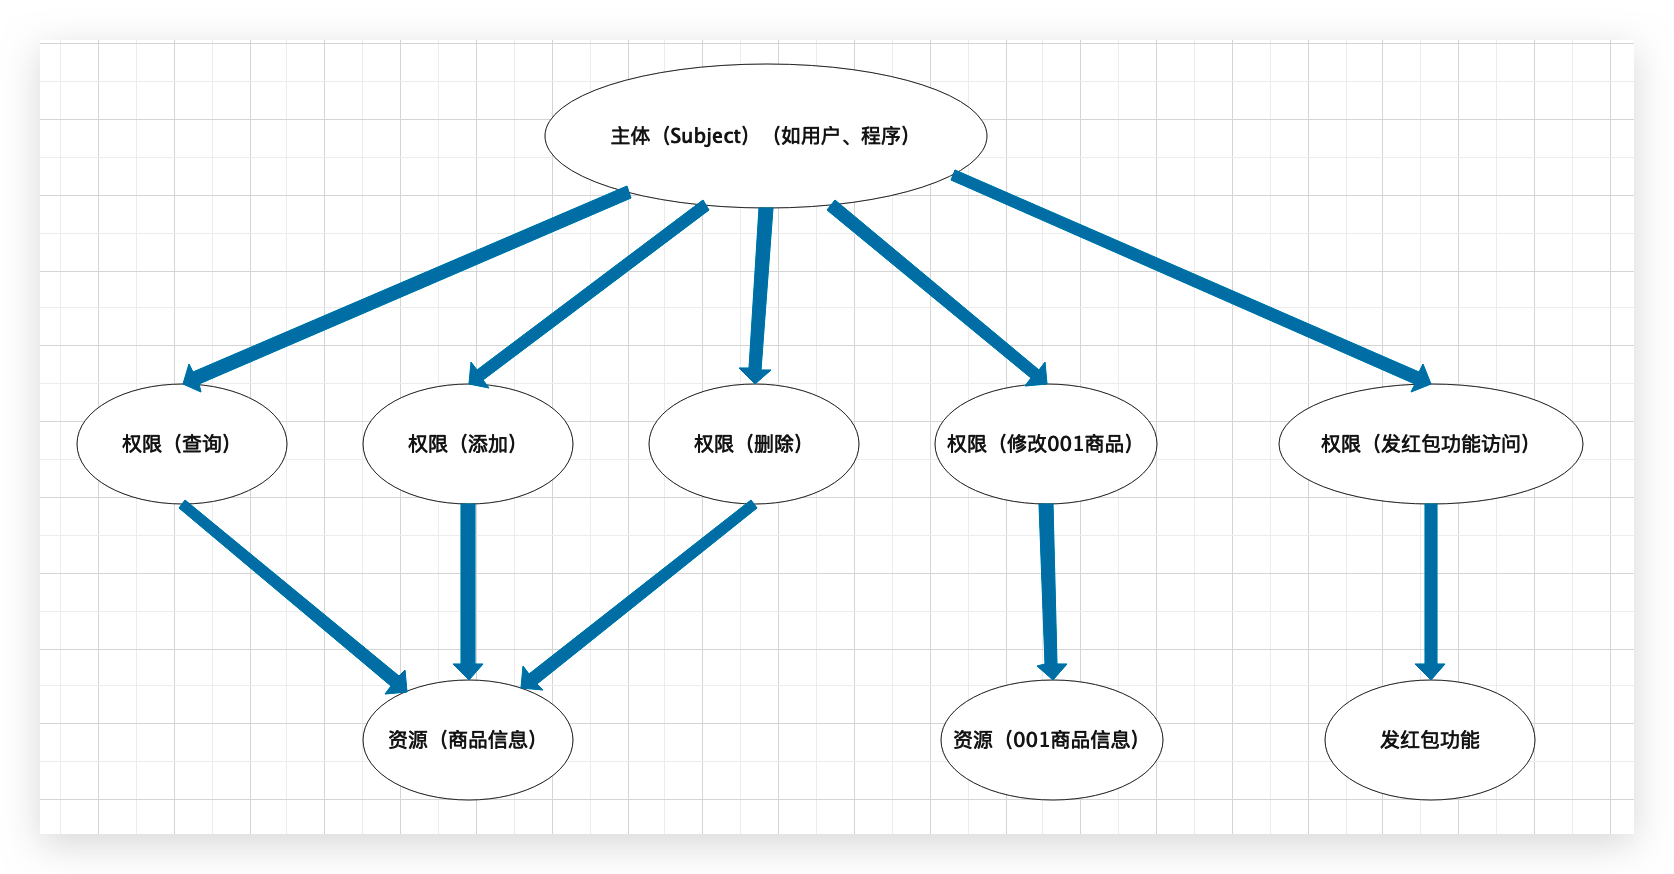 主体（Subject）（如用户、程序）
权限（查询）
权限（添加）
权限（删除）
权限（修改001商品）
权限（发红包功能访问）
资源（商品信息）
资源（001商品信息）
发红包功能